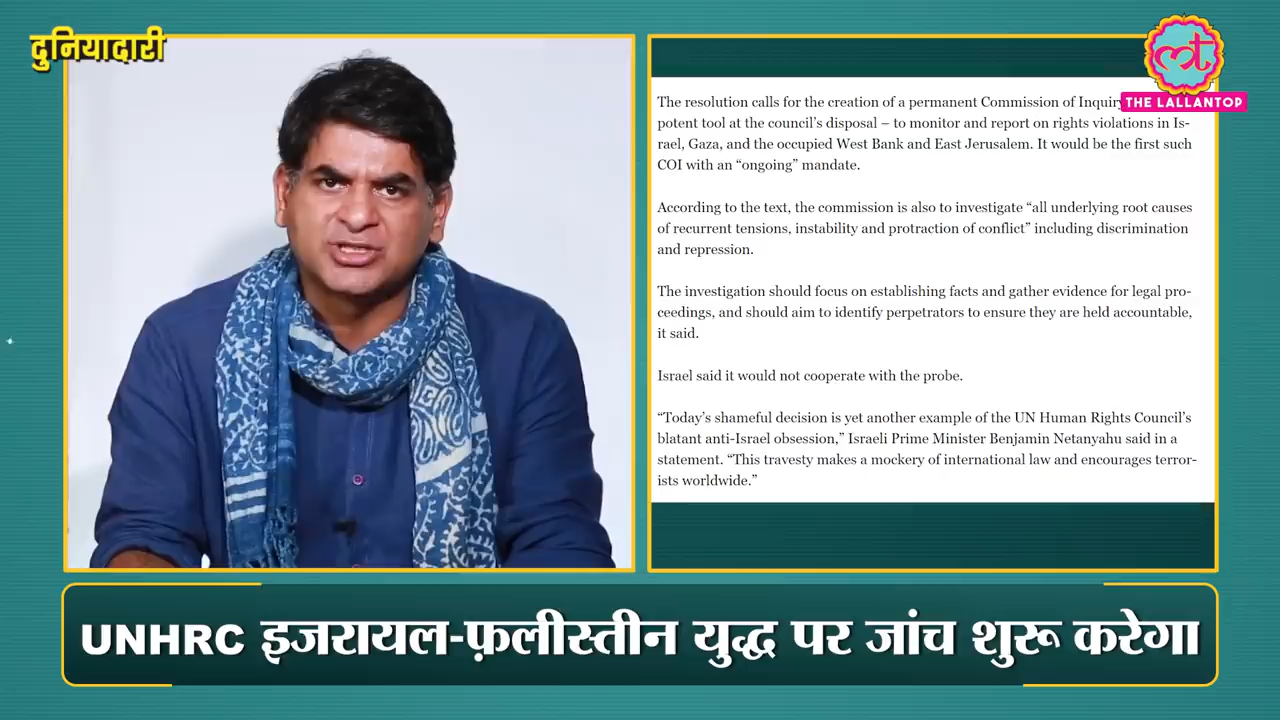 दुनियादारी
THE LALLANTOP
The resolution calls for the creation of a permanent Commission of Inquiry
potent tool at the council's disposal – to monitor and report on rights violations in Is-
rael, Gaza, and the occupied West Bank and East Jerusalem. It would be the first such
COI with an “ongoing” mandate.
According to the text, the commission is also to investigate “all underlying root causes
of recurrent tensions, instability and protraction of conflict” including discrimination
and repression.
The investigation should focus on establishing facts and gather evidence for legal pro-
ceedings, and should aim to identify perpetrators to ensure they are held accountable,
it said.
Israel said it would not cooperate with the probe.
“Today’s shameful decision is yet another example of the UN Human Rights Council’s
blatant anti-Israel obsession,” Israeli Prime Minister Benjamin Netanyahu said in a
statement. “This travesty makes a mockery of international law and encourages terror-
ists worldwide.”
UNHRC इजरायल-फ़लीस्तीन युद्ध पर जांच शुरू करेगा